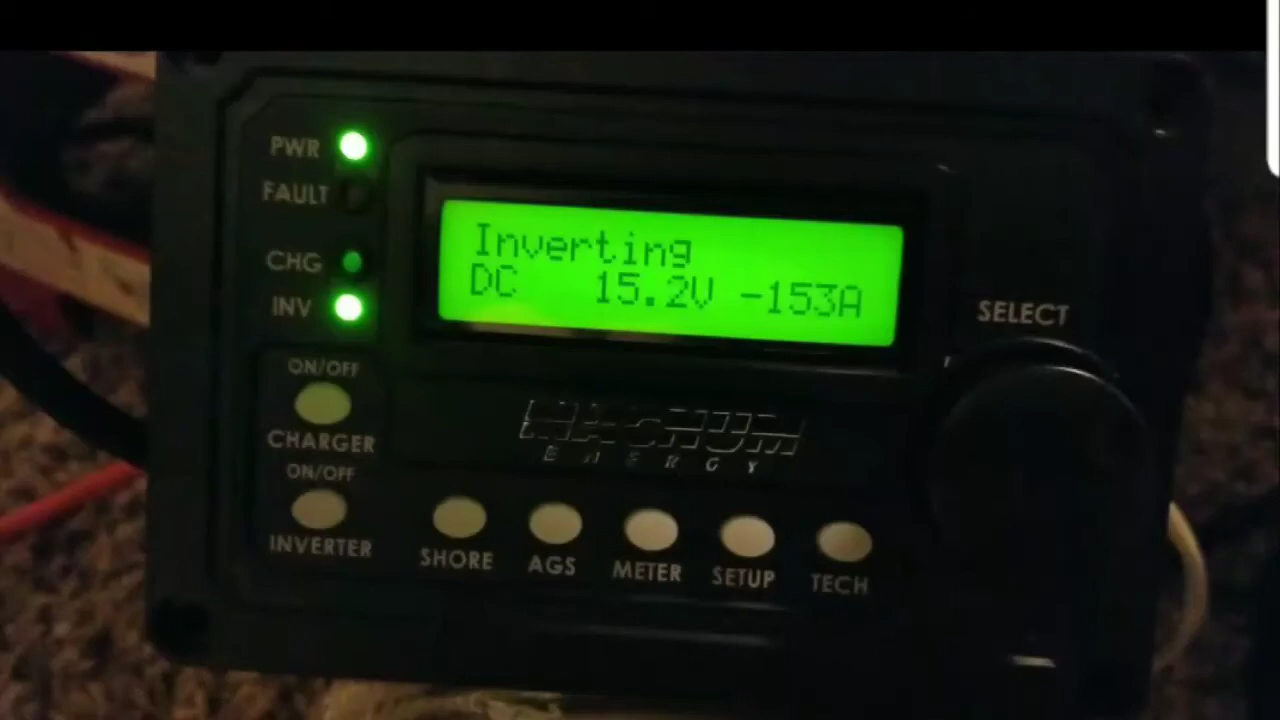 PWR
FAULT
CHG
INV
Inverting
DC 15.2V -153A
SELECT
ON/OFF
CHARGER
ON/OFF
INVERTER
MAGNUM
ENERGY
SHORE
AGS
METER
SETUP
TECH